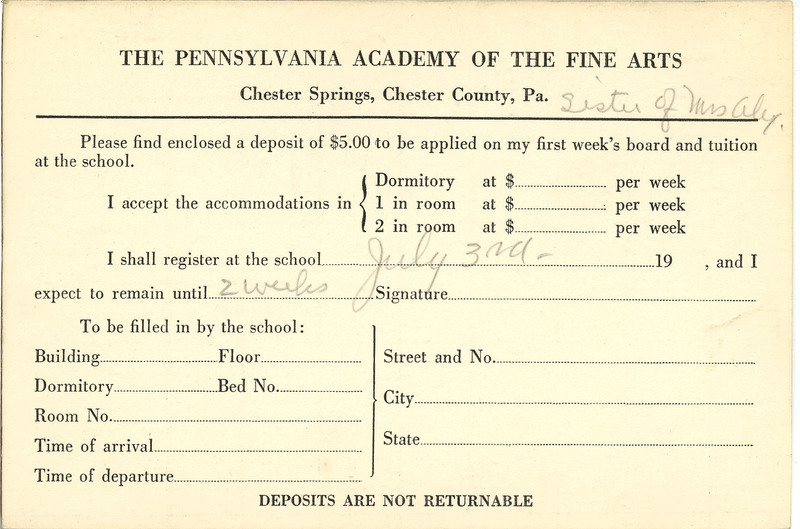 THE PENNSYLVANIA ACADEMY OF THE FINE ARTS
Chester Springs, Chester County, Pa. Sister of Mrs
Please find enclosed a deposit of $5.00 to be applied on my first week's board and tuition
at the school.
Dormitory at $ per week
I accept the accommodations in 1 in room at $ per week
2 in room at $ per week
I shall register at the school July 3rd - 19 , and I
expect to remain until 2 weeks Signature
To be filled in by the school:
Building Floor
Street and No.
Dormitory Bed No.
City
Room No.
State
Time of arrival
Time of departure
DEPOSITS ARE NOT RETURNABLE